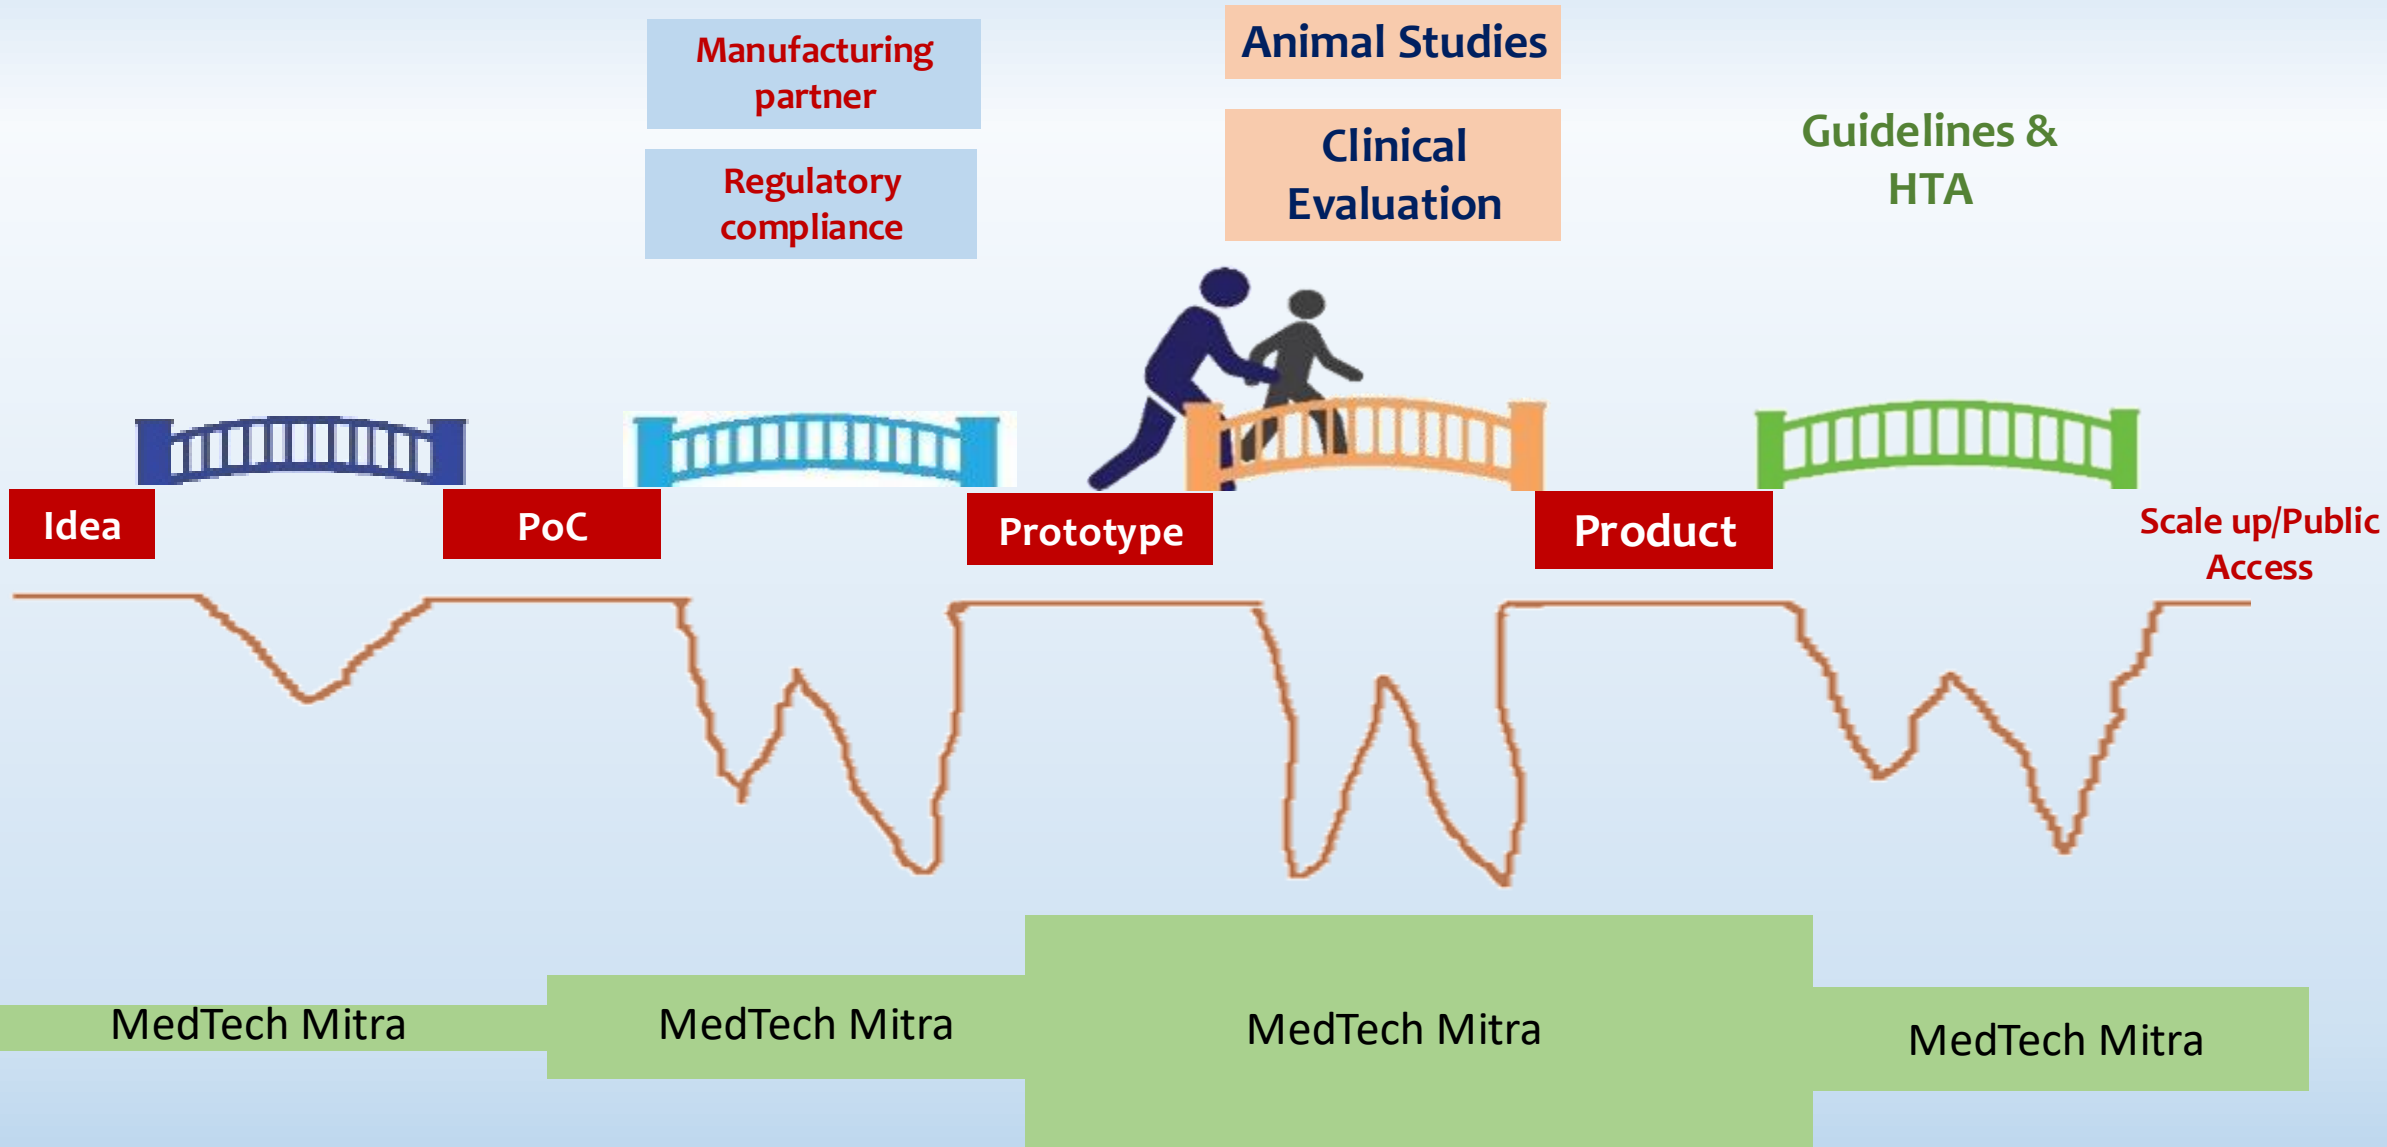 Manufacturing
partner
Regulatory
compliance
Animal Studies
Clinical
Evaluation
Guidelines &
HTA
Idea
PoC
Prototype
Product
Scale up/Public
Access
MedTech Mitra
MedTech Mitra
MedTech Mitra
MedTech Mitra